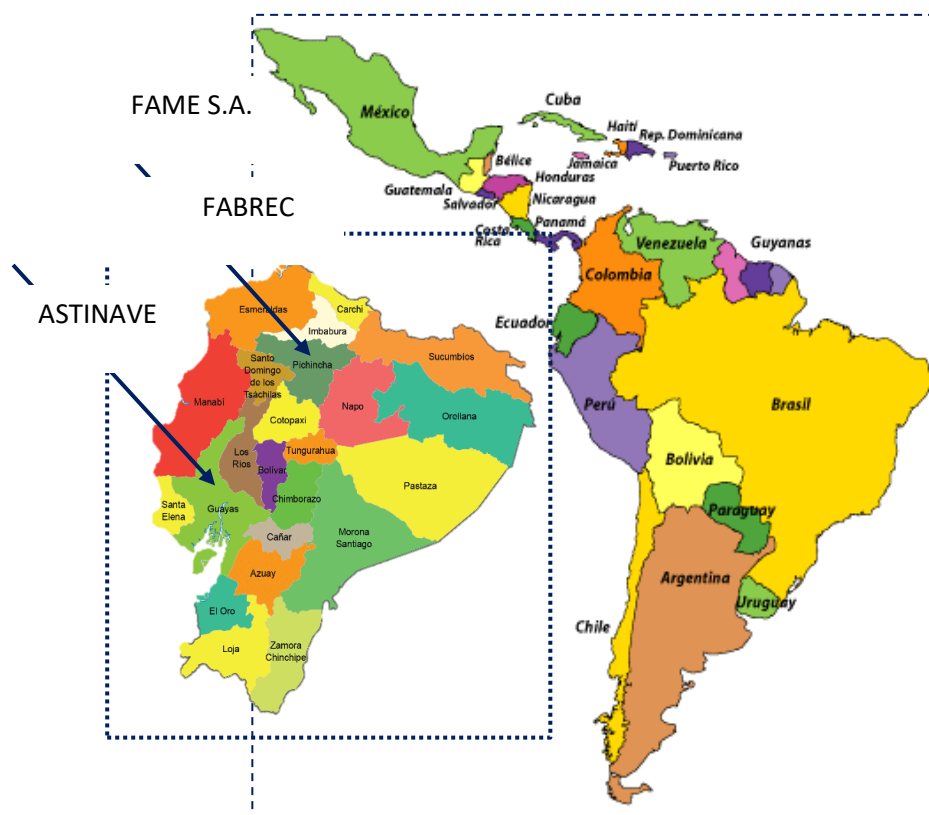 FAME S.A.
FABREC
ASTINAVE
México
Cuba
Haití
Rep. Dominicana
Bélice
Jamaica
Puerto Rico
Honduras
Guatemala
Salvador
Nicaragua
Costa
Rica
Panamá
Venezuela
Guyanas
Colombia
Ecuador
Perú
Brasil
Bolivia
Paraguay
Argentina
Uruguay
Chile
Esmeraldas
Carchi
Imbabura
Santo
Domingo
de los
Tsáchilas
Pichincha
Sucumbios
Manabí
Napo
Orollana
Cotopaxi
Los
Rios
Bolívar
Tungurahua
Pastaza
Santa
Elena
Guayas
Chimborazo
Cañar
Morona
Santiago
Azuay
El Oro
Loja
Zamora
Chinchipe